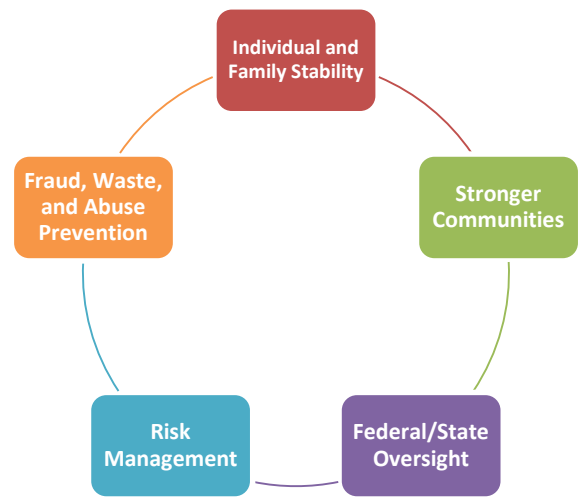 Individual and
Family Stability
Stronger
Communities
Federal/State
Oversight
Risk
Management
Fraud, Waste,
and Abuse
Prevention